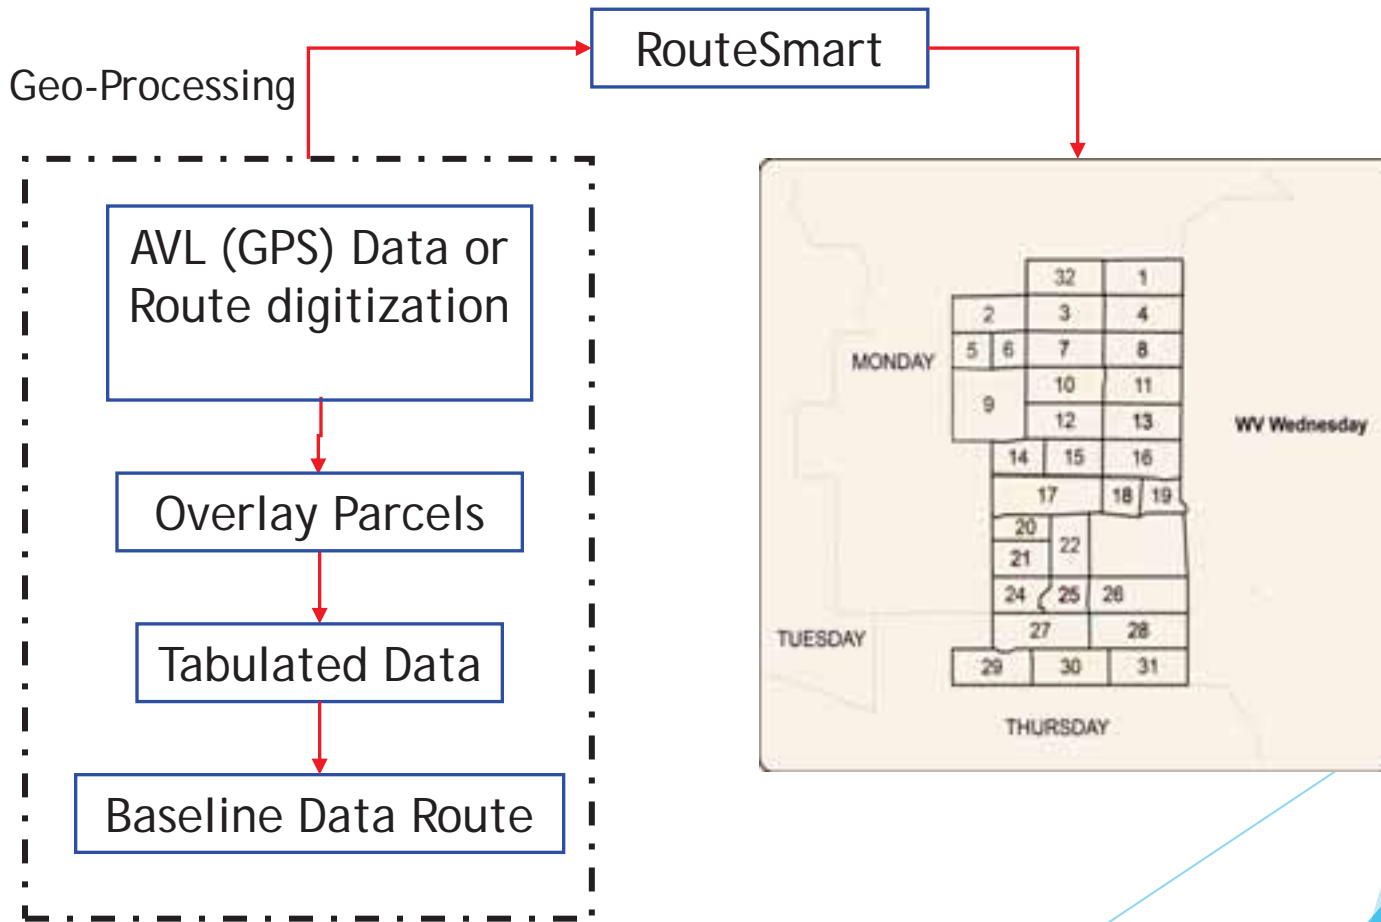 RouteSmart
Geo-Processing
AVL (GPS) Data or
Route digitization
Overlay Parcels
Tabulated Data
Baseline Data Route
32 1
2 3 4
MONDAY 5 6 7 8
10 11
9
12 13 WV Wednesday
14 15 16
17 18 19
20
22
21
24 25 26
TUESDAY 27 28
29 30 31
THURSDAY